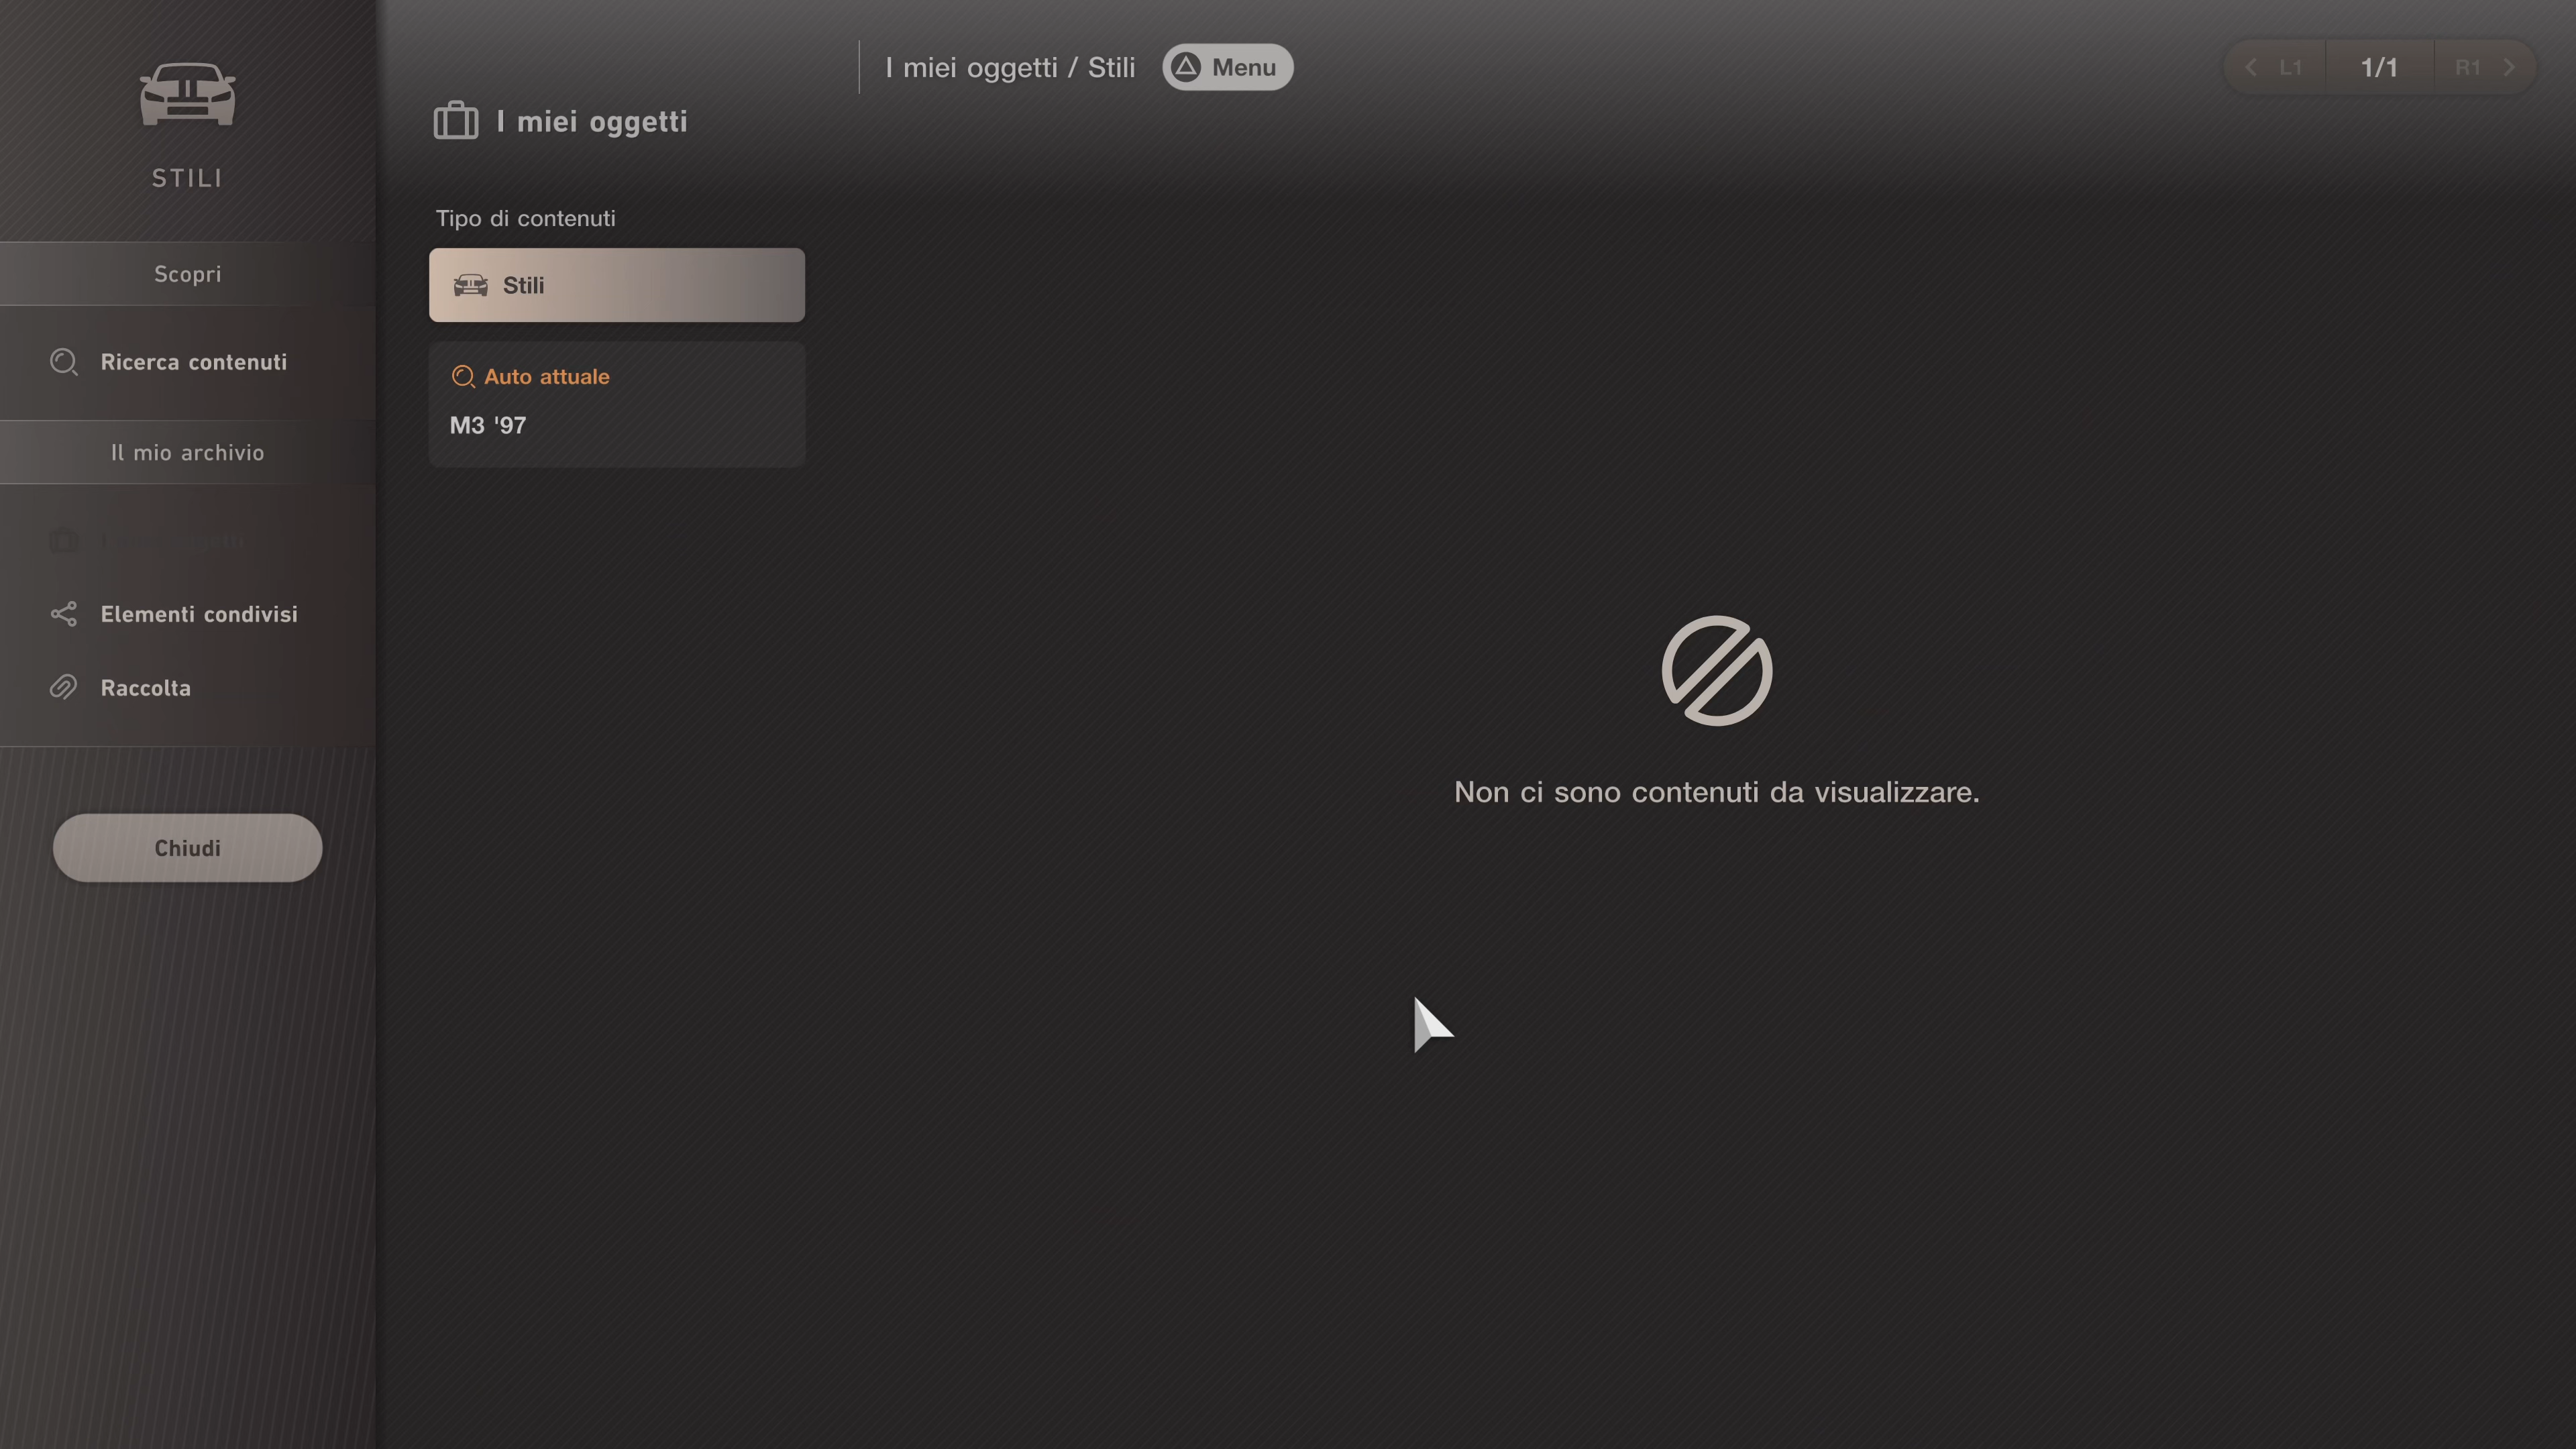 STILI
Scopri
Ricerca contenuti
Il mio archivio
Elementi condivisi
Raccolta
Chiudi
I miei oggetti / Stili
Menu
L1
1/1
R1
I miei oggetti
Tipo di contenuti
Stili
Auto attuale
M3 '97
Non ci sono contenuti da visualizzare.